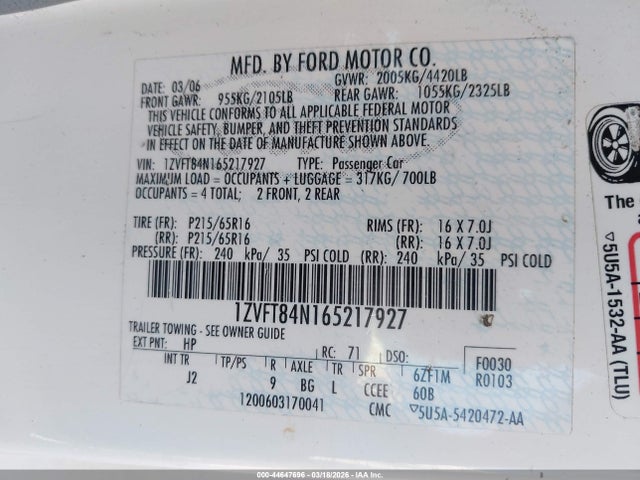 MFD. BY FORD MOTOR CO.
DATE: 03/06 GVWR: 2005KG/4420LB
FRONT GAWR: 955KG/2105LB REAR GAWR: 1055KG/2325LB
THIS VEHICLE CONFORMS TO ALL APPLICABLE FEDERAL MOTOR
VEHICLE SAFETY, BUMPER, AND THEFT PREVENTION STANDARDS
IN EFFECT ON THE DATE OF MANUFACTURE SHOWN ABOVE.
VIN: 1ZVFT84N165217927 TYPE: Passenger Car
MAXIMUM LOAD = OCCUPANTS + LUGGAGE = 317KG/ 700LB
OCCUPANTS = 4 TOTAL; 2 FRONT, 2 REAR
TIRE (FR): P215/65R16 RIMS (FR): 16 X 7.0J
(RR): P215/65R16 (RR): 16 X 7.0J
PRESSURE (FR): 240 kPa/ 35 PSI COLD (RR): 240 kPa/ 35 PSI COLD
1ZVFT84N165217927
TRAILER TOWING - SEE OWNER GUIDE
EXT PNT: HP RC: 71 DSO: F0030
INT TR TP/PS R AXLE TR SPR 6ZF1M R0103
J2 9 BG L CCEE 60B
1200603170041 CMC 5U5A-5420472-AA
The
5U5A-1532-AA (TLU)
000-44647696 - 03/18/2026 - COPYRIGHT IAA, LLC